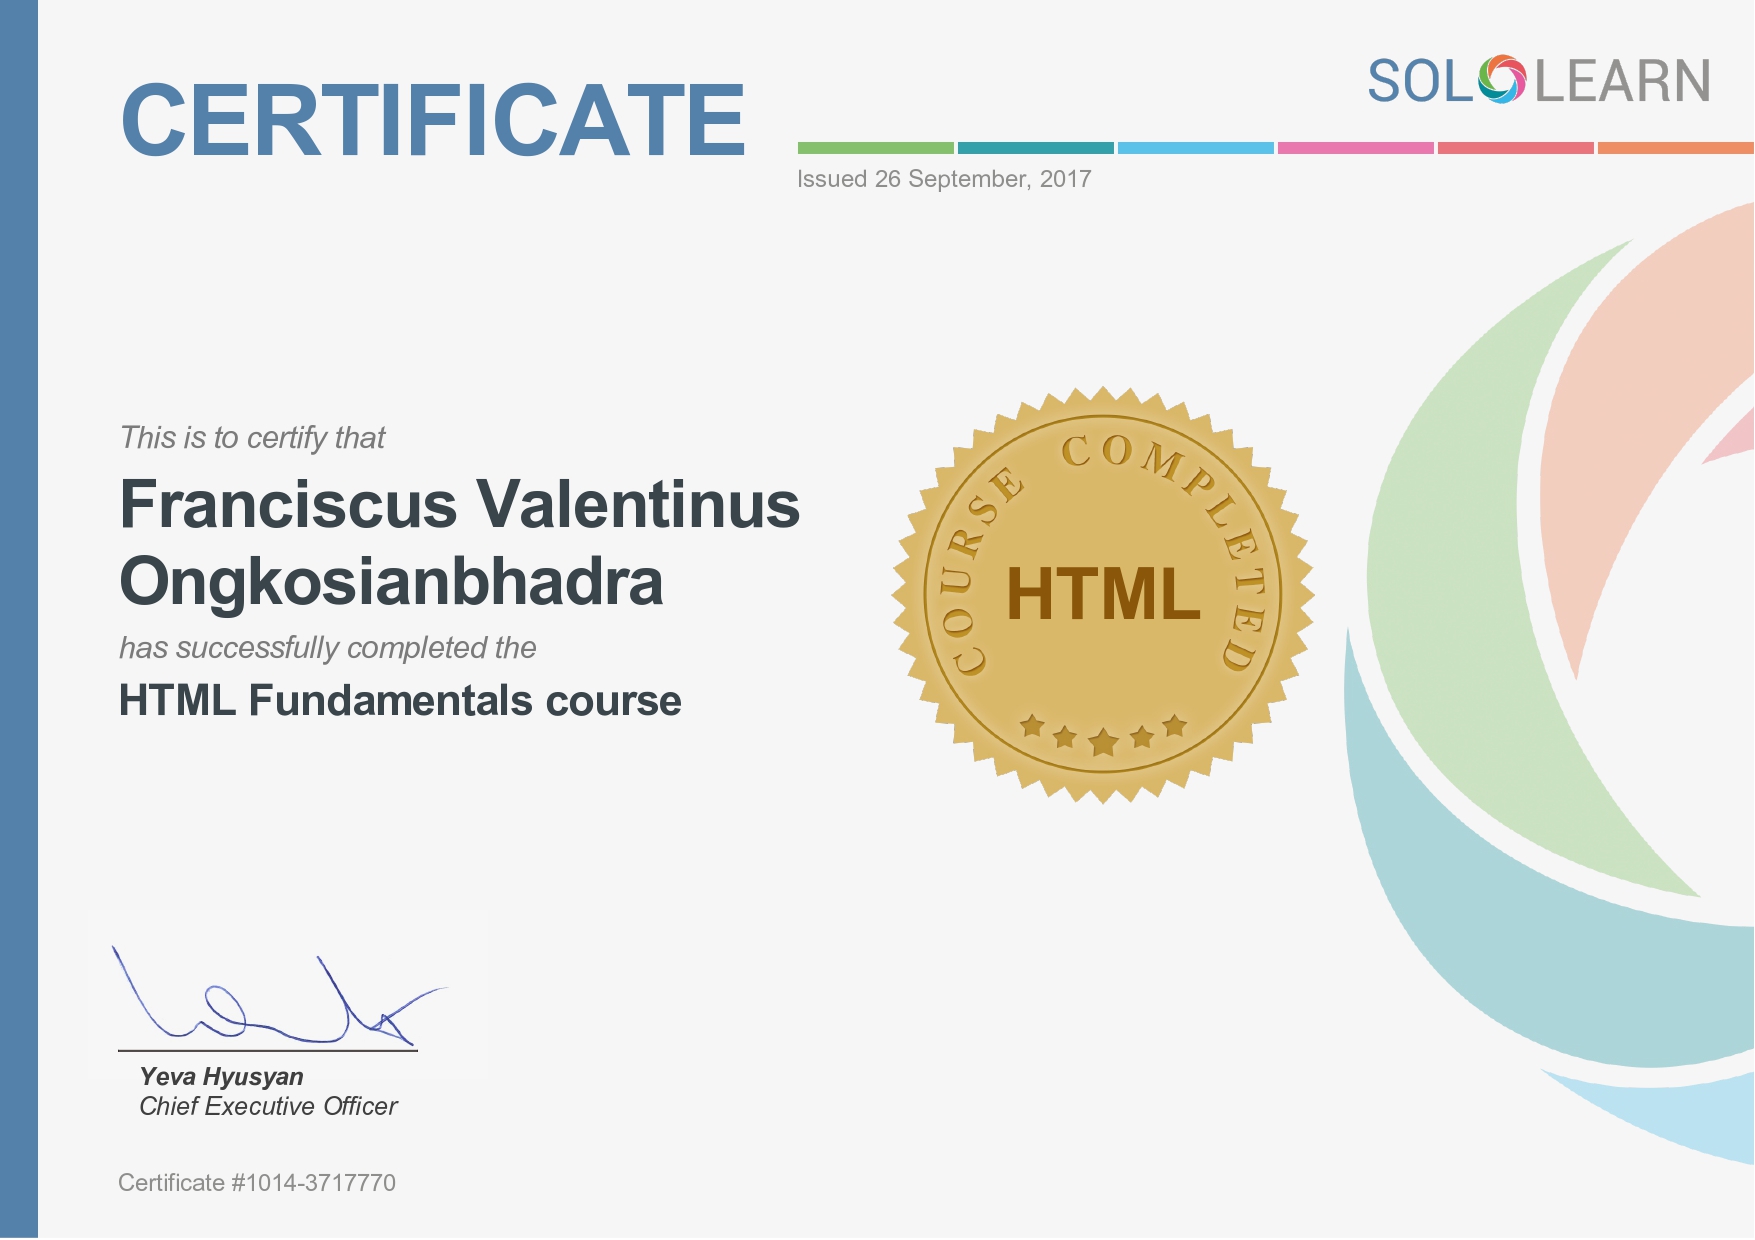 CERTIFICATE
SOLOLEARN
Issued 26 September, 2017
This is to certify that
Franciscus Valentinus
Ongkosianbhadra
has successfully completed the
HTML Fundamentals course
COURSE COMPLETED
HTML
Yeva Hyusyan
Chief Executive Officer
Certificate #1014-3717770